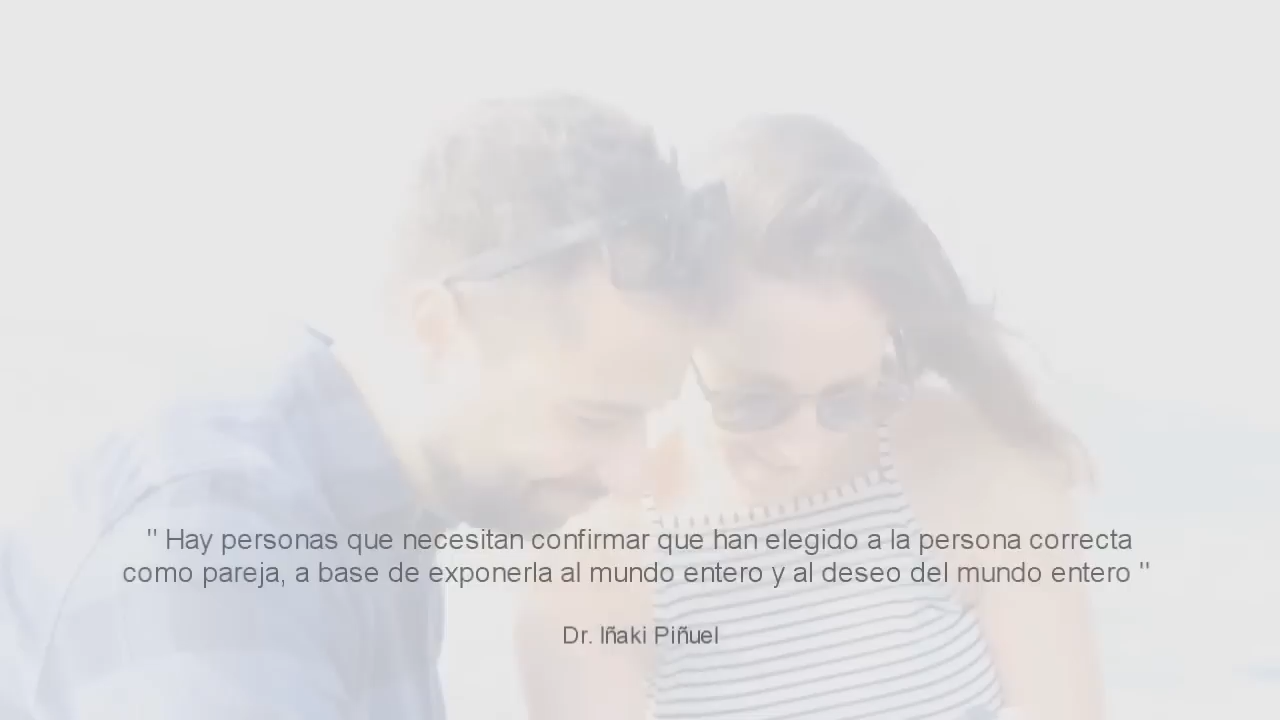 " Hay personas que necesitan confirmar que han elegido a la persona correcta
como pareja, a base de exponerla al mundo entero y al deseo del mundo entero "
Dr. Iñaki Piñuel